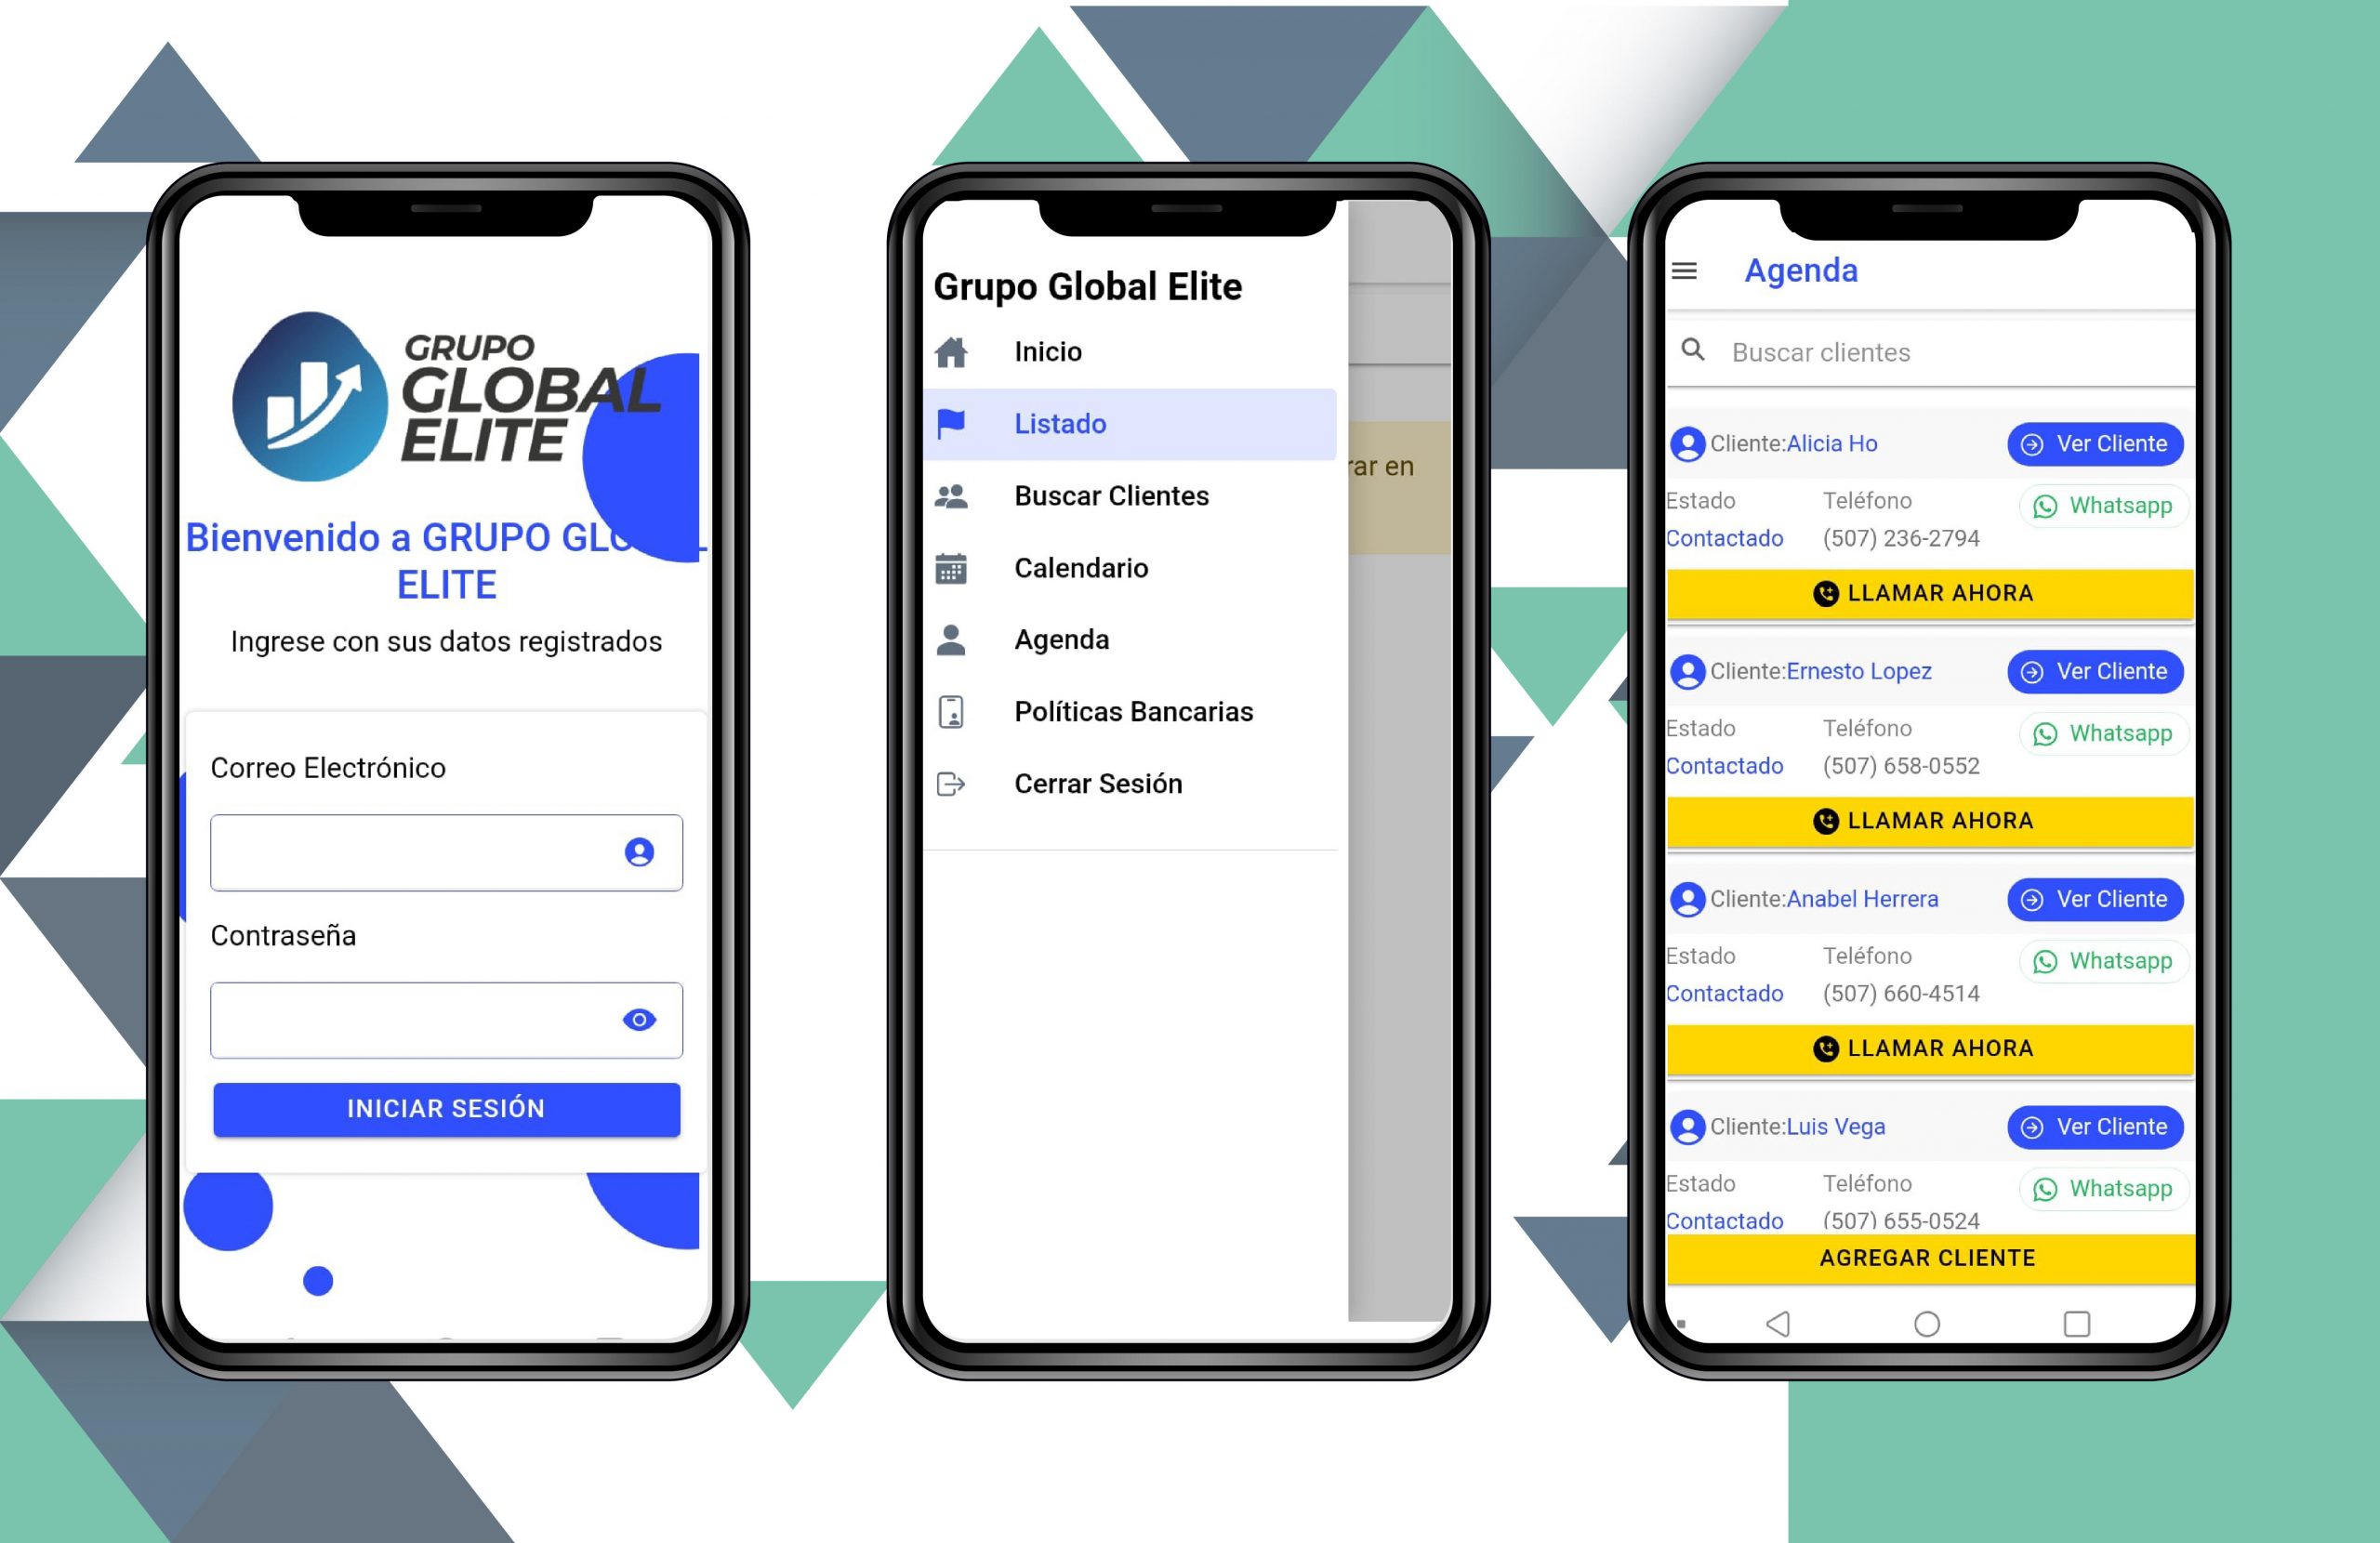 GRUPO
GLOBAL
ELITE
Bienvenido a GRUPO GL
ELITE
Ingrese con sus datos registrados
Correo Electrónico
Contraseña
INICIAR SESIÓN
Grupo Global Elite
Inicio
Listado
Buscar Clientes
Calendario
Agenda
Políticas Bancarias
Cerrar Sesión
rar en
Agenda
Buscar clientes
Cliente:Alicia Ho Ver Cliente
Estado Teléfono Whatsapp
Contactado (507) 236-2794
LLAMAR AHORA
Cliente:Ernesto Lopez Ver Cliente
Estado Teléfono Whatsapp
Contactado (507) 658-0552
LLAMAR AHORA
Cliente:Anabel Herrera Ver Cliente
Estado Teléfono Whatsapp
Contactado (507) 660-4514
LLAMAR AHORA
Cliente:Luis Vega Ver Cliente
Estado Teléfono Whatsapp
Contactado (507) 655-0524
AGREGAR CLIENTE